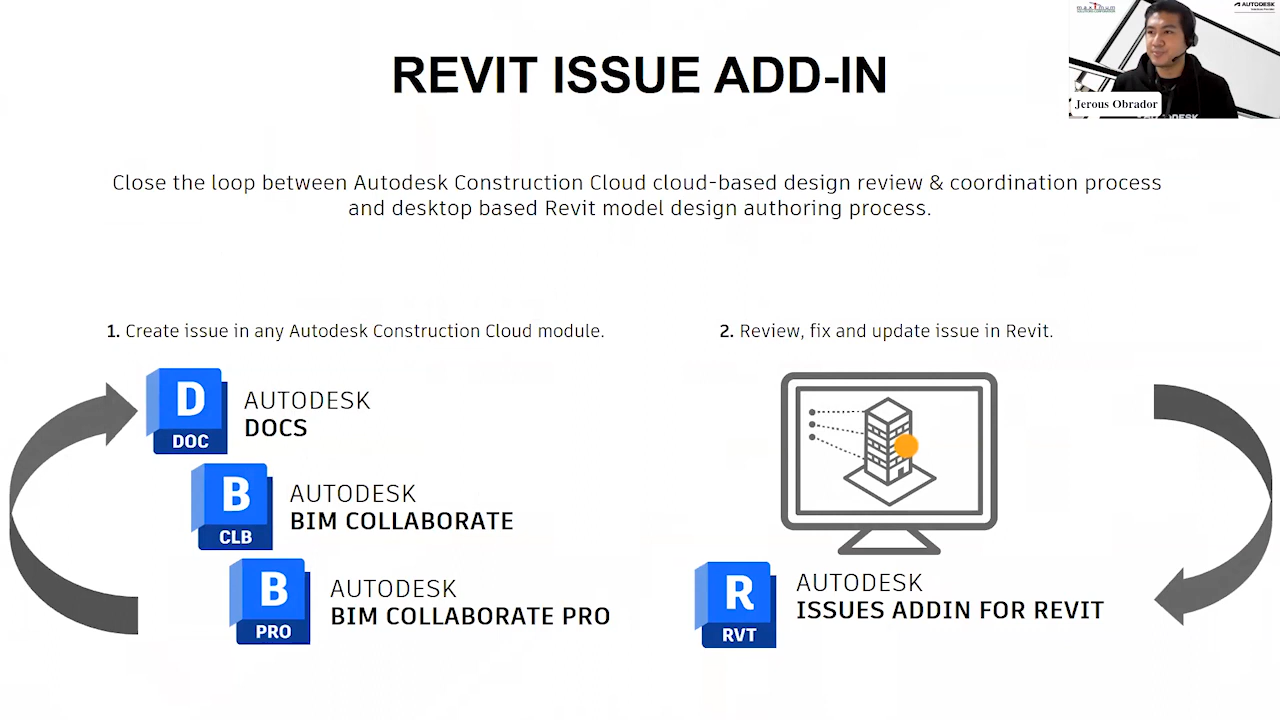 AUTODESK
Jerous Obrador
REVIT ISSUE ADD-IN
Close the loop between Autodesk Construction Cloud cloud-based design review & coordination process
and desktop based Revit model design authoring process.
1. Create issue in any Autodesk Construction Cloud module.
D
DOC
AUTODESK
DOCS
B
CLB
AUTODESK
BIM COLLABORATE
B
PRO
AUTODESK
BIM COLLABORATE PRO
2. Review, fix and update issue in Revit.
R
RVT
AUTODESK
ISSUES ADDIN FOR REVIT